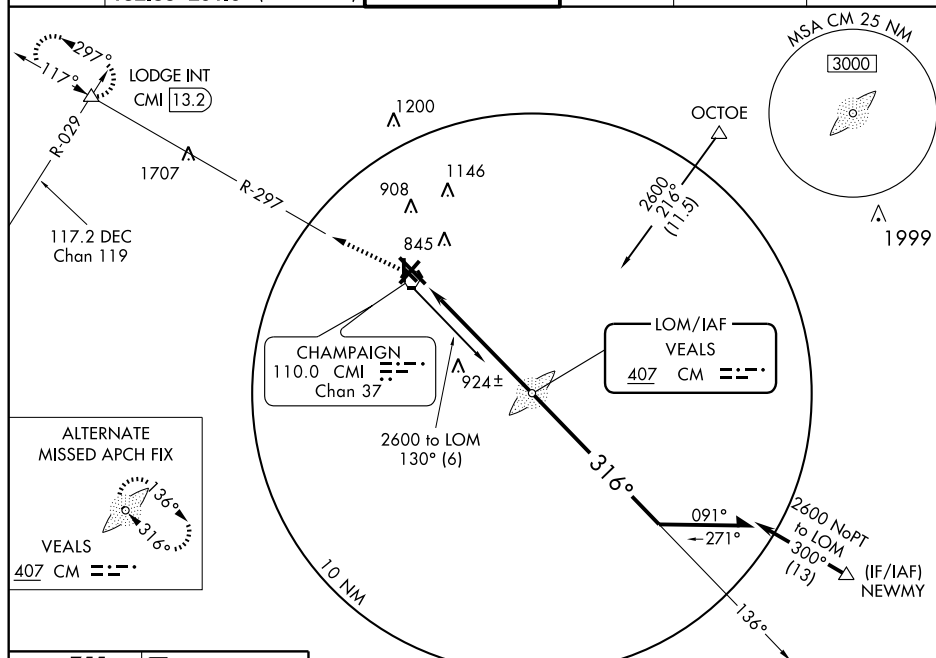 MSA CM 25 NM
3000
297°
117°
LODGE INT
CMI 13.2
R-029
1200
OCTOE
1707
R-297
1146
908
2600
216°
(11.5)
1999
117.2 DEC
Chan 119
845
CHAMPAIGN
110.0 CMI
Chan 37
924±
LOM/IAF
VEALS
407 CM
2600 to LOM
130° (6)
ALTERNATE
MISSED APCH FIX
136°
316°
VEALS
407 CM
316°
091°
271°
2600 NoPT
to LOM
300°
(13)
(IF/IAF)
NEWMY
10 NM
136°